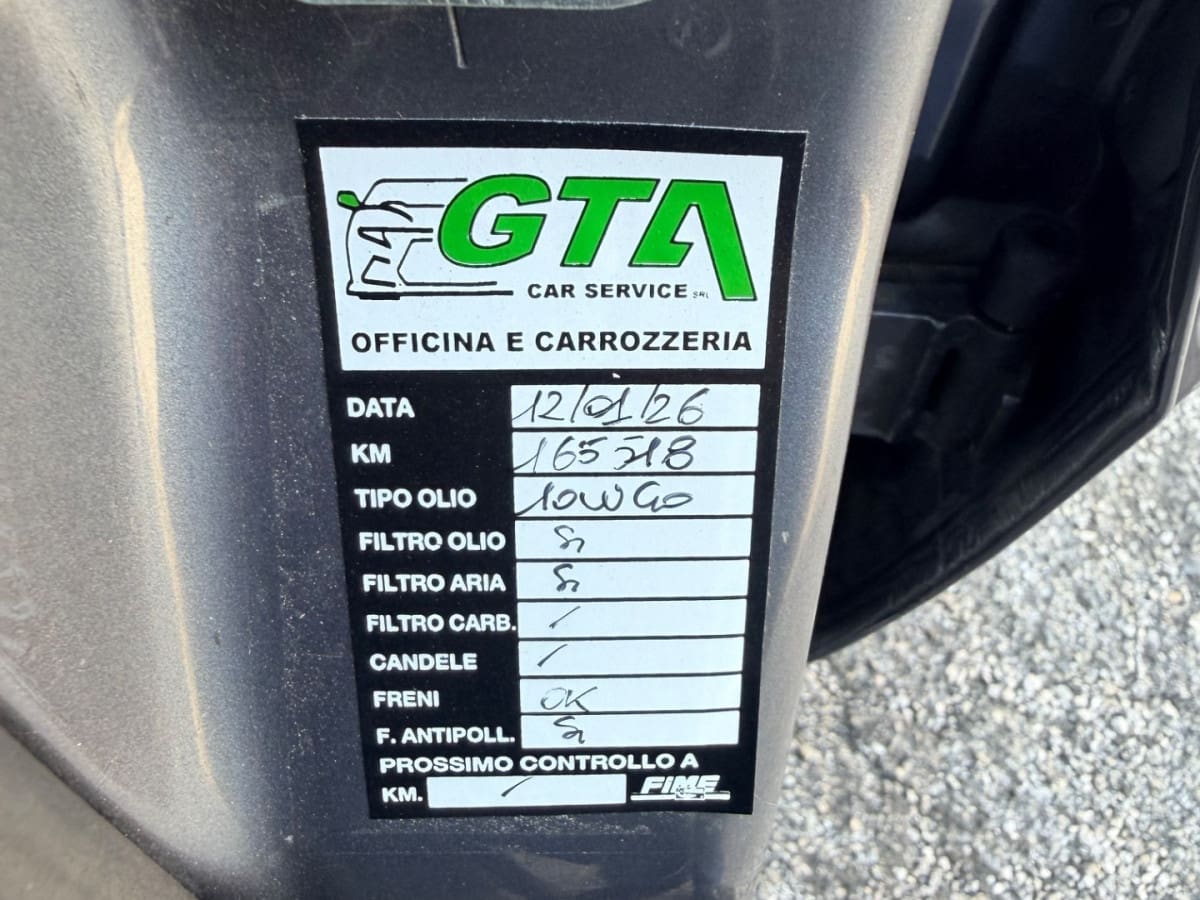 GTA
CAR SERVICE SRL
OFFICINA E CARROZZERIA
DATA 12/01/26
KM 165518
TIPO OLIO 10W40
FILTRO OLIO Si
FILTRO ARIA Si
FILTRO CARB. /
CANDELE /
FRENI OK
F. ANTIPOLL. Si
PROSSIMO CONTROLLO A
KM. / FIME